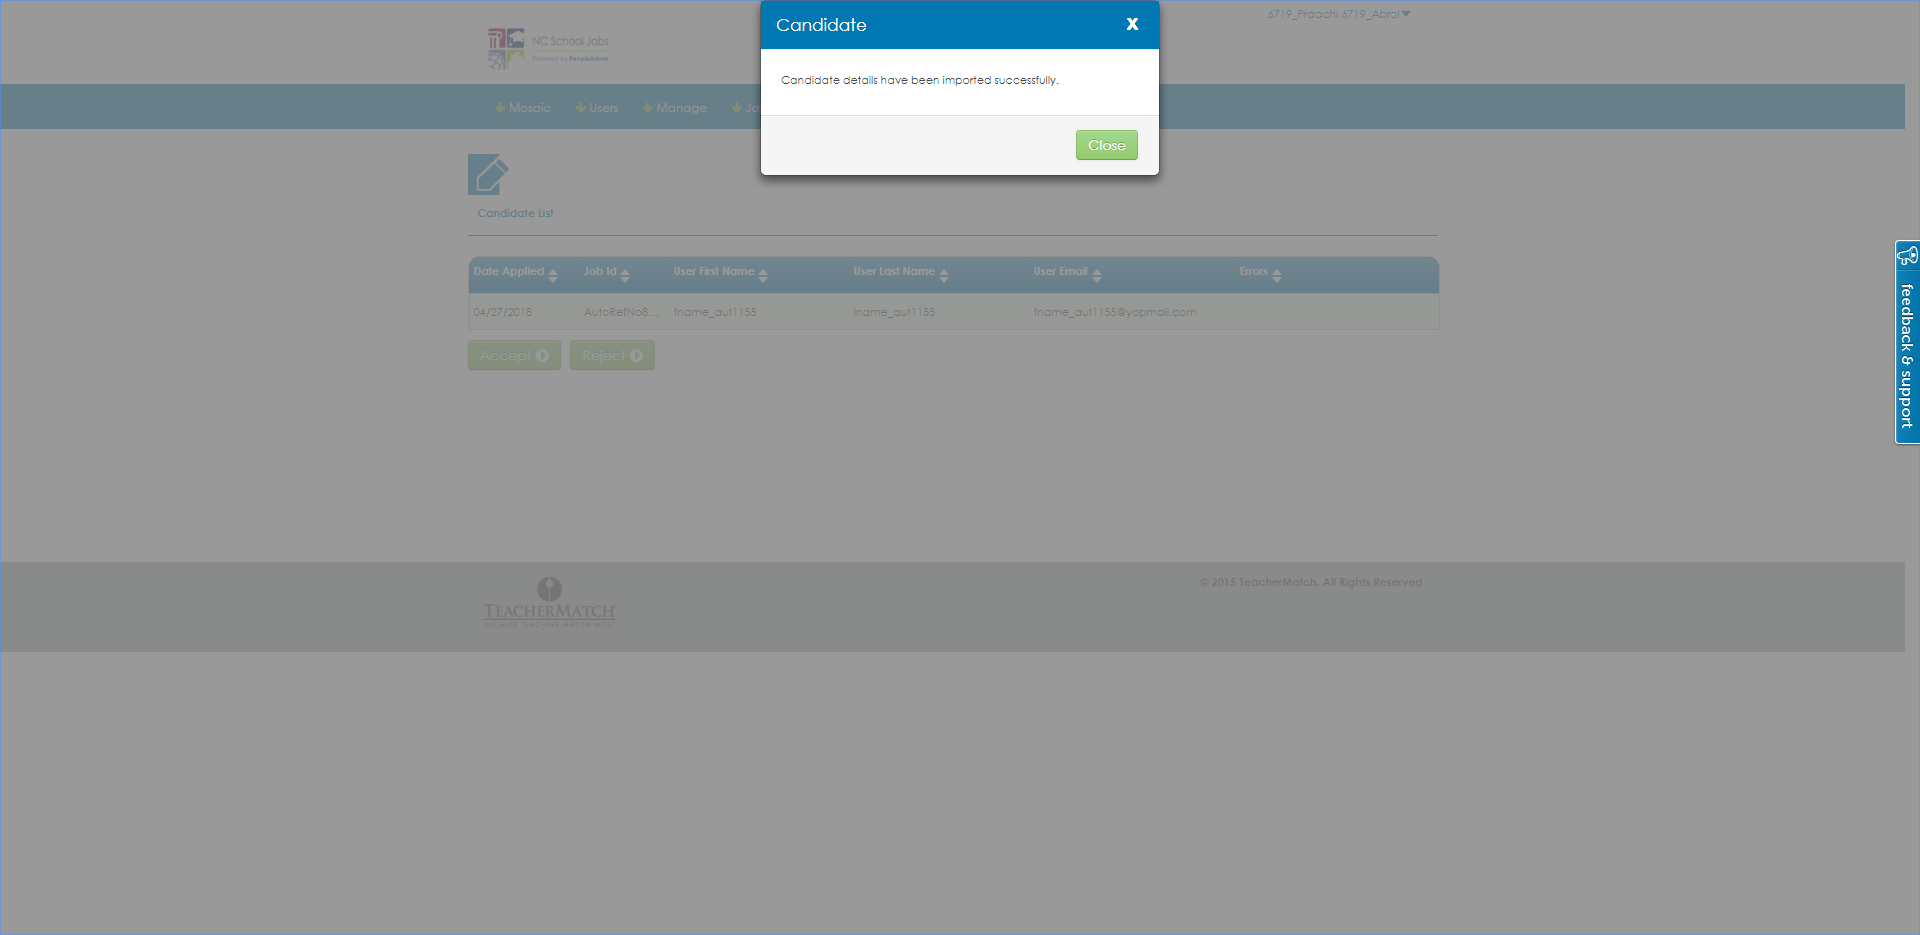 6719_Praachi 6719_Abrol
Candidate
X
NC School Jobs
Powered by PeopleAdmin
Candidate details have been imported successfully.
Mosaic Users Manage Jo
Close
Candidate List
Date Applied Job Id User First Name User Last Name User Email Errors
04/27/2018 AutoRefNo8... fname_aut1155 lname_aut1155 fname_aut1155@yopmail.com
Accept Reject
feedback & support
© 2015 TeacherMatch. All Rights Reserved
TEACHERMATCH
BECAUSE TEACHERS MATTER MOST